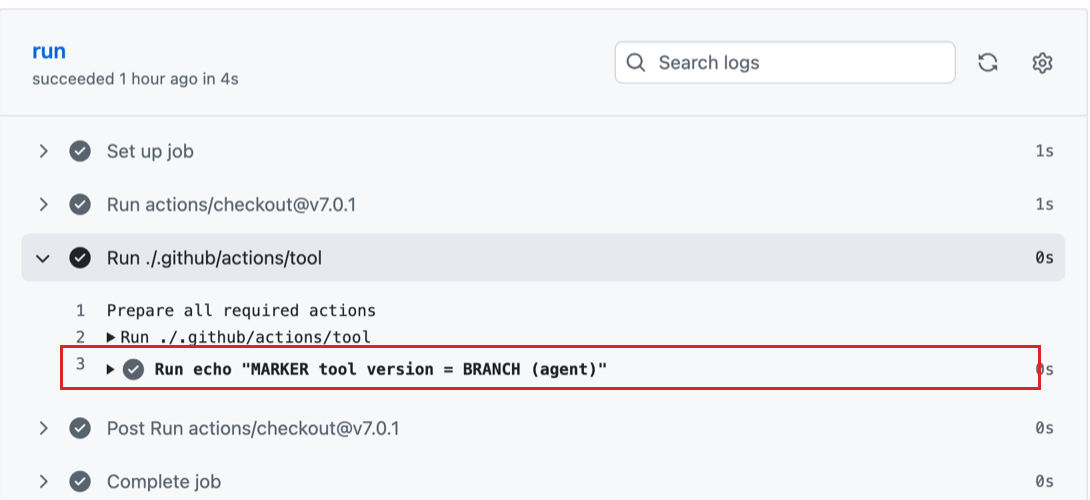 run
succeeded 1 hour ago in 4s
Search logs
Set up job 1s
Run actions/checkout@v7.0.1 1s
Run ./.github/actions/tool 0s
1 Prepare all required actions
2 ▶Run ./.github/actions/tool
3 ▶ Run echo "MARKER tool version = BRANCH (agent)" 0s
Post Run actions/checkout@v7.0.1 0s
Complete job 0s